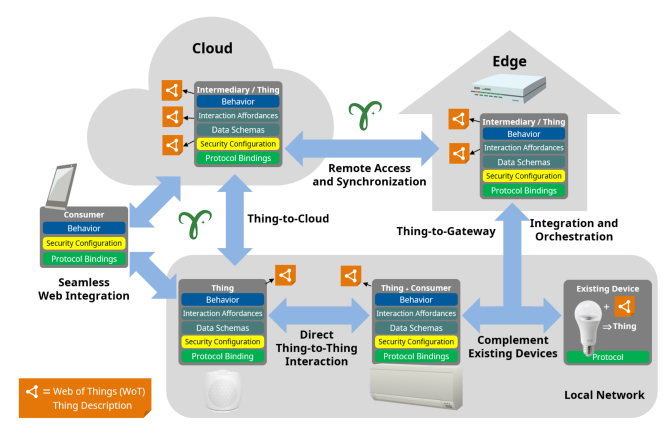 Cloud
Intermediary / Thing
Behavior
Interaction Affordances
Data Schemas
Security Configuration
Protocol Bindings
Edge
Intermediary / Thing
Behavior
Interaction Affordances
Data Schemas
Security Configuration
Protocol Bindings
Remote Access
and Synchronization
Consumer
Behavior
Security Configuration
Protocol Bindings
Seamless
Web Integration
Thing-to-Cloud
Thing-to-Gateway
Integration and
Orchestration
Thing
Behavior
Interaction Affordances
Data Schemas
Security Configuration
Protocol Binding
Direct
Thing-to-Thing
Interaction
Thing + Consumer
Behavior
Interaction Affordances
Data Schemas
Security Configuration
Protocol Bindings
Complement
Existing Devices
Existing Device
+
⇒Thing
Protocol
Local Network
= Web of Things (WoT)
Thing Description